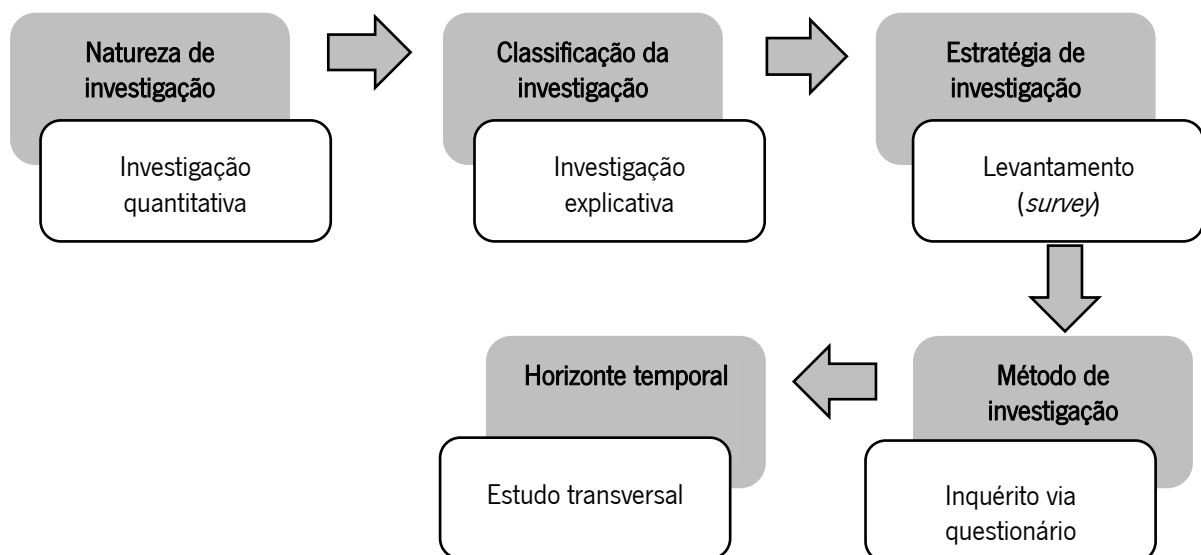 Natureza de
investigação
Investigação
quantitativa
Classificação da
investigação
Investigação
explicativa
Estratégia de
investigação
Levantamento
(survey)
Método de
investigação
Inquérito via
questionário
Horizonte temporal
Estudo transversal